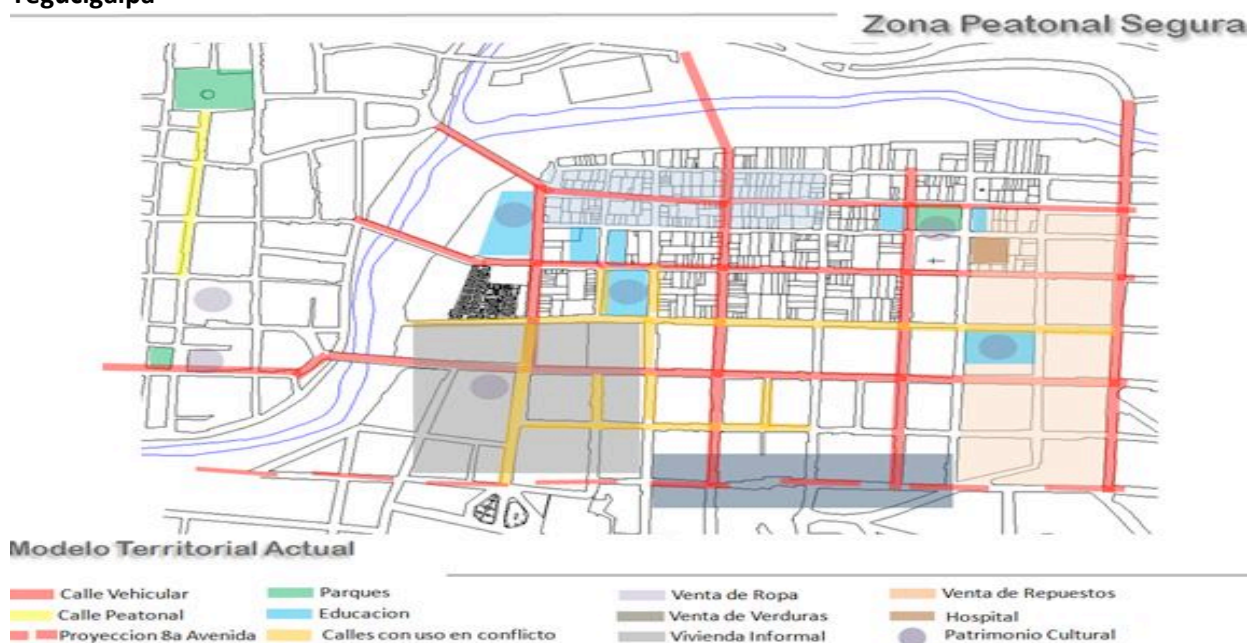 Tegucigalpa
Zona Peatonal Segura
Modelo Territorial Actual
Calle Vehicular
Calle Peatonal
Proyeccion 8a Avenida
Parques
Educacion
Calles con uso en conflicto
Venta de Ropa
Venta de Verduras
Vivienda Informal
Venta de Repuestos
Hospital
Patrimonio Cultural